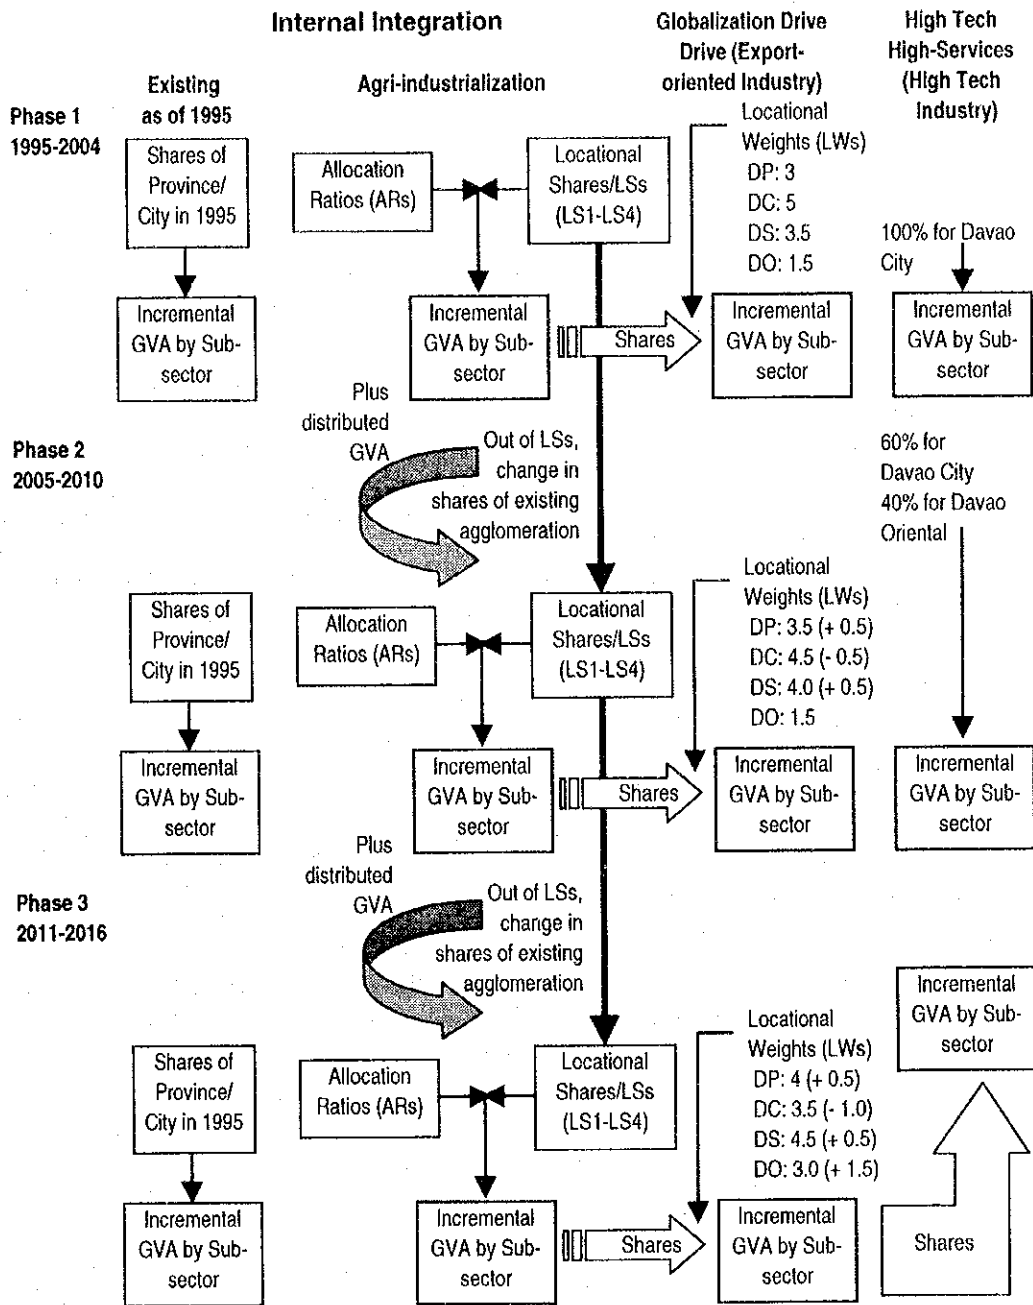 Internal Integration
Globalization Drive
Drive (Export-
oriented Industry)
High Tech
High-Services
(High Tech
Industry)
Existing
as of 1995
Agri-industrialization
Phase 1
1995-2004
Shares of
Province/
City in 1995
Allocation
Ratios (ARs)
Locational
Shares/LSs
(LS1-LS4)
Locational
Weights (LWs)
DP: 3
DC: 5
DS: 3.5
DO: 1.5
100% for Davao
City
Incremental
GVA by Sub-
sector
Incremental
GVA by Sub-
sector
Shares
Incremental
GVA by Sub-
sector
Incremental
GVA by Sub-
sector
Plus
distributed
GVA
Out of LSs,
change in
shares of existing
agglomeration
Phase 2
2005-2010
60% for
Davao City
40% for Davao
Oriental
Shares of
Province/
City in 1995
Allocation
Ratios (ARs)
Locational
Shares/LSs
(LS1-LS4)
Locational
Weights (LWs)
DP: 3.5 (+ 0.5)
DC: 4.5 (- 0.5)
DS: 4.0 (+ 0.5)
DO: 1.5
Incremental
GVA by Sub-
sector
Incremental
GVA by Sub-
sector
Shares
Incremental
GVA by Sub-
sector
Incremental
GVA by Sub-
sector
Plus
distributed
GVA
Out of LSs,
change in
shares of existing
agglomeration
Phase 3
2011-2016
Shares of
Province/
City in 1995
Allocation
Ratios (ARs)
Locational
Shares/LSs
(LS1-LS4)
Locational
Weights (LWs)
DP: 4 (+ 0.5)
DC: 3.5 (- 1.0)
DS: 4.5 (+ 0.5)
DO: 3.0 (+ 1.5)
Incremental
GVA by Sub-
sector
Incremental
GVA by Sub-
sector
Incremental
GVA by Sub-
sector
Shares
Incremental
GVA by Sub-
sector
Shares